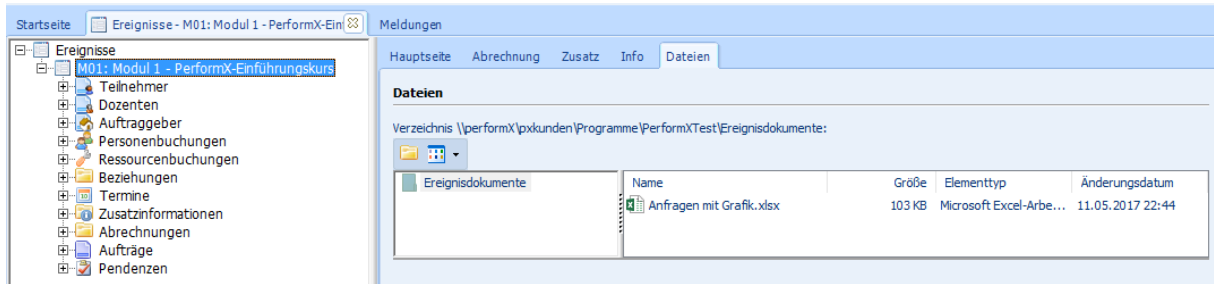 Startseite
Ereignisse - M01: Modul 1 - PerformX-Ein
Meldungen
Ereignisse
M01: Modul 1 - PerformX-Einführungskurs
Teilnehmer
Dozenten
Auftraggeber
Personenbuchungen
Ressourcenbuchungen
Beziehungen
Termine
Zusatzinformationen
Abrechnungen
Aufträge
Pendenzen
Hauptseite Abrechnung Zusatz Info Dateien
Dateien
Verzeichnis \\performX\pxkunden\Programme\PerformXTest\Ereignisdokumente:
Ereignisdokumente
Name Größe Elementtyp Änderungsdatum
Anfragen mit Grafik.xlsx 103 KB Microsoft Excel-Arbe... 11.05.2017 22:44